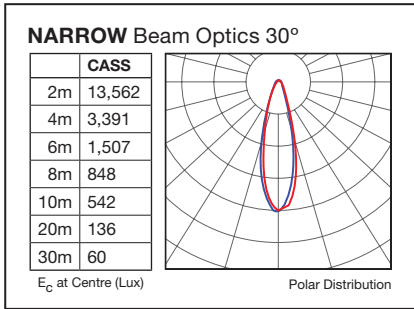 NARROW Beam Optics 30º
CASS
2m 13,562
4m 3,391
6m 1,507
8m 848
10m 542
20m 136
30m 60
EC at Centre (Lux)
Polar Distribution